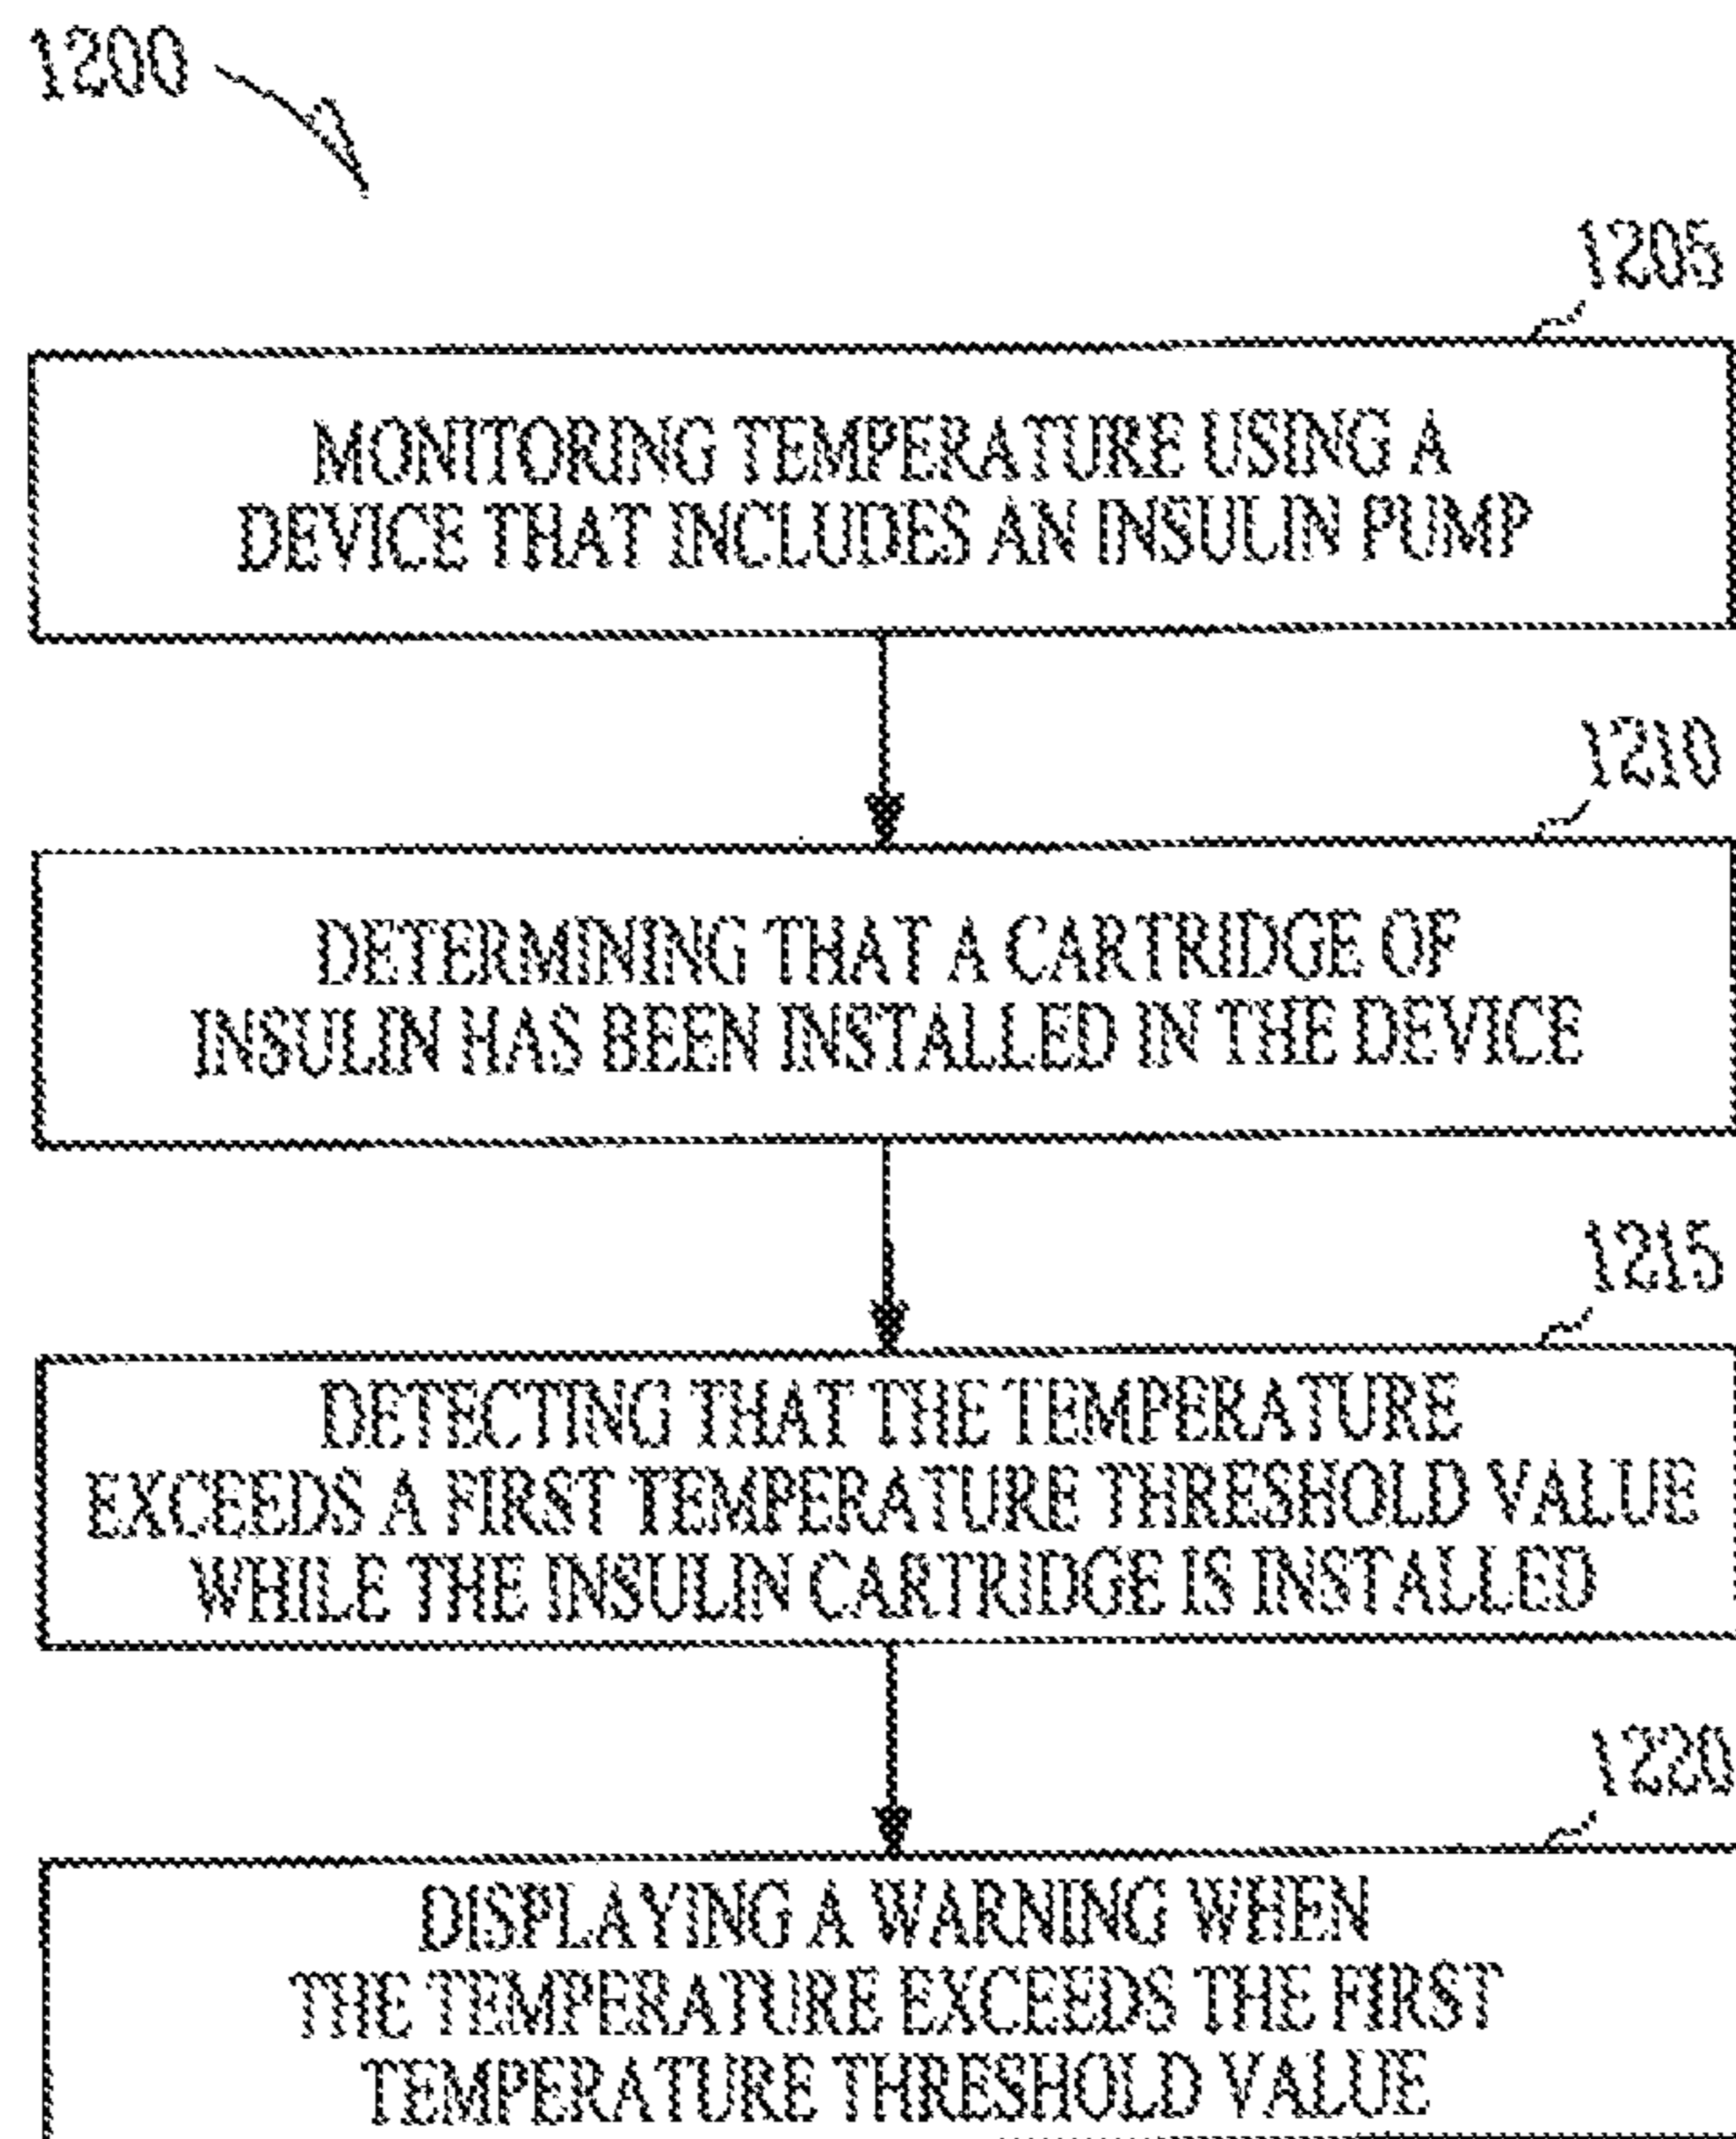 1200
1205
MONITORING TEMPERATURE USING A
DEVICE THAT INCLUDES AN INSULIN PUMP
1210
DETERMINING THAT A CARTRIDGE OF
INSULIN HAS BEEN INSTALLED IN THE DEVICE
1215
DETECTING THAT THE TEMPERATURE
EXCEEDS A FIRST TEMPERATURE THRESHOLD VALUE
WHILE THE INSULIN CARTRIDGE IS INSTALLED
1220
DISPLAYING A WARNING WHEN
THE TEMPERATURE EXCEEDS THE FIRST
TEMPERATURE THRESHOLD VALUE